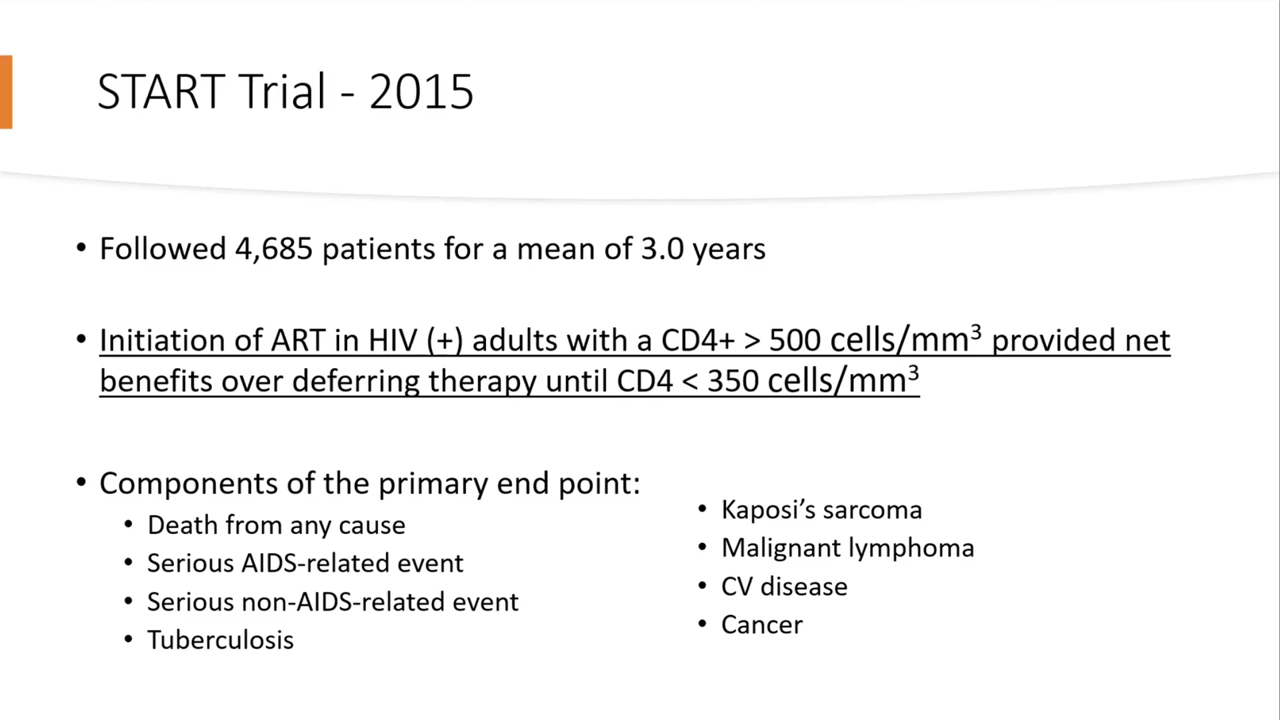 START Trial - 2015
• Followed 4,685 patients for a mean of 3.0 years
• Initiation of ART in HIV (+) adults with a CD4+ > 500 cells/mm³ provided net
benefits over deferring therapy until CD4 < 350 cells/mm³
• Components of the primary end point:
• Death from any cause
• Serious AIDS-related event
• Serious non-AIDS-related event
• Tuberculosis
• Kaposi’s sarcoma
• Malignant lymphoma
• CV disease
• Cancer